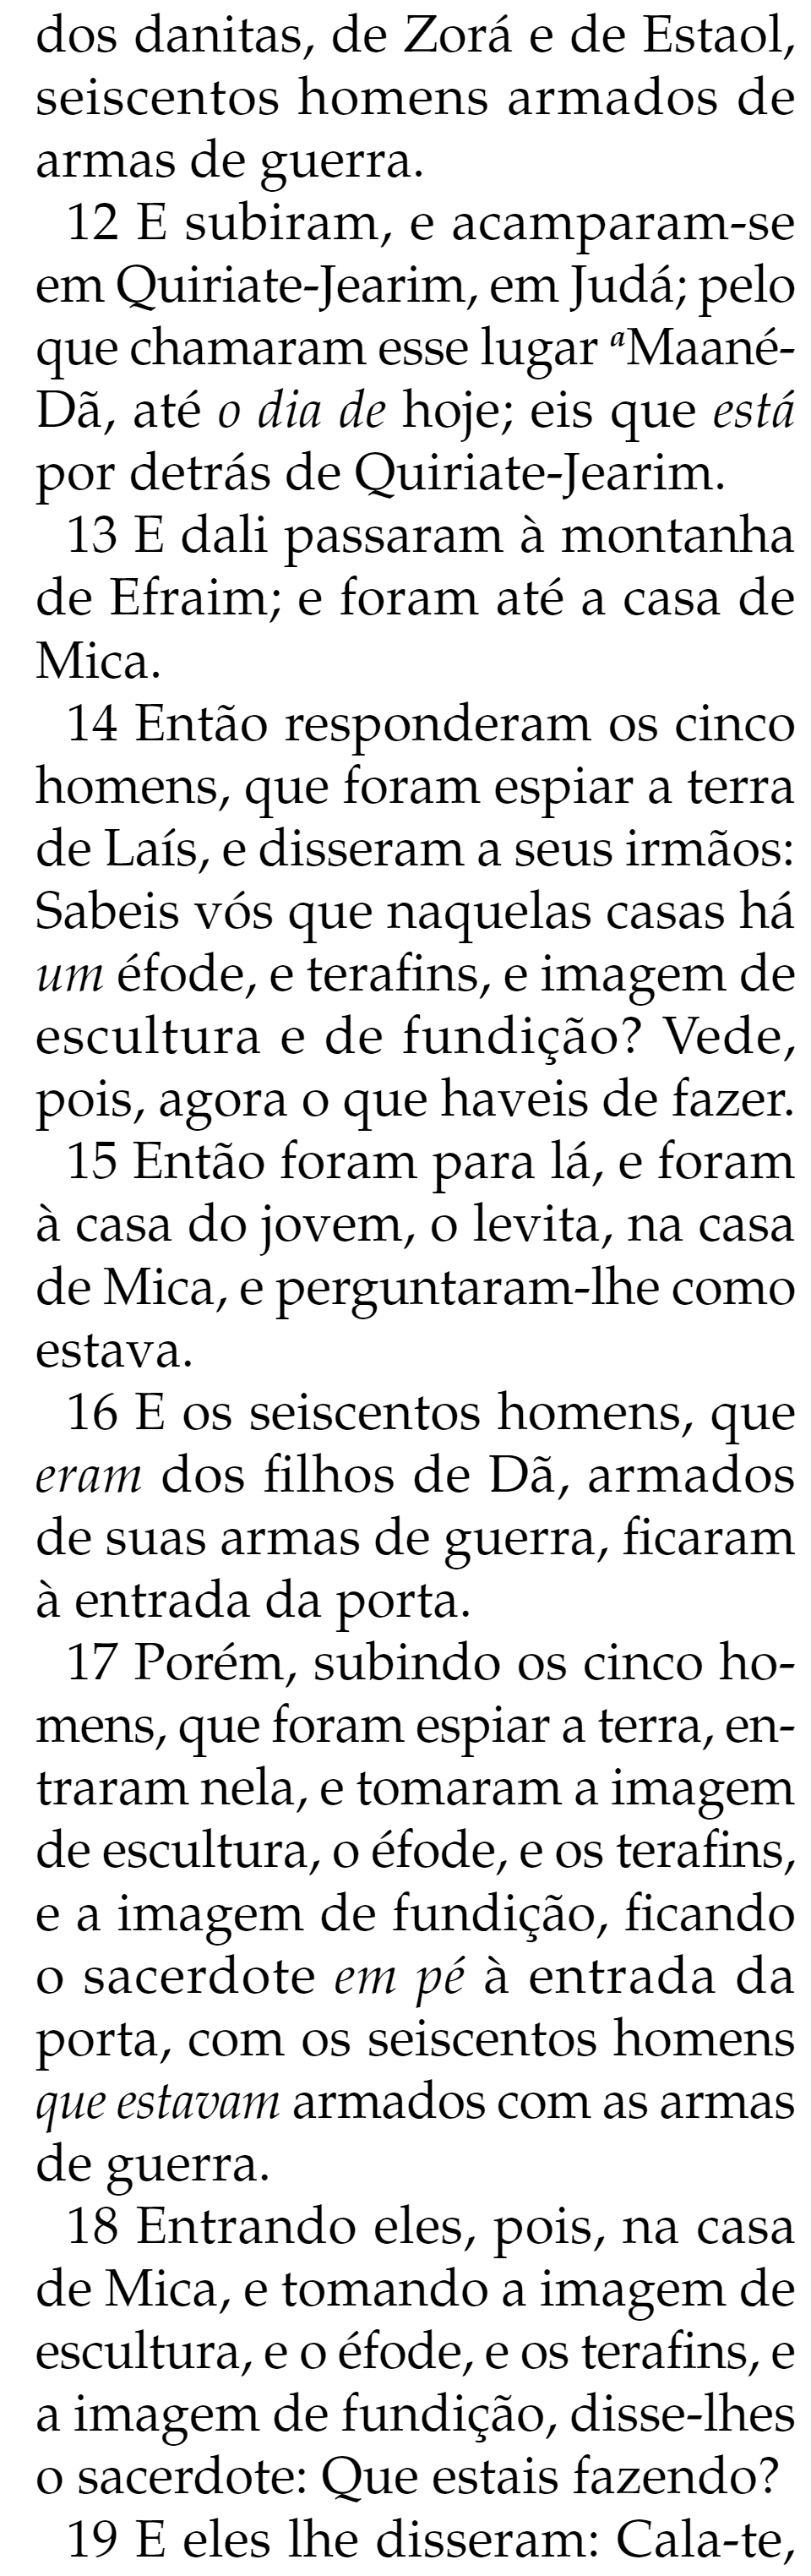 dos danitas, de Zorá e de Estaol,
seiscentos homens armados de
armas de guerra.
12 E subiram, e acamparam-se
em Quiriate-Jearim, em Judá; pelo
que chamaram esse lugar aMaané-
Dã, até o dia de hoje; eis que está
por detrás de Quiriate-Jearim.
13 E dali passaram à montanha
de Efraim; e foram até a casa de
Mica.
14 Então responderam os cinco
homens, que foram espiar a terra
de Laís, e disseram a seus irmãos:
Sabeis vós que naquelas casas há
um éfode, e terafins, e imagem de
escultura e de fundição? Vede,
pois, agora o que haveis de fazer.
15 Então foram para lá, e foram
à casa do jovem, o levita, na casa
de Mica, e perguntaram-lhe como
estava.
16 E os seiscentos homens, que
eram dos filhos de Dã, armados
de suas armas de guerra, ficaram
à entrada da porta.
17 Porém, subindo os cinco ho-
mens, que foram espiar a terra, en-
traram nela, e tomaram a imagem
de escultura, o éfode, e os terafins,
e a imagem de fundição, ficando
o sacerdote em pé à entrada da
porta, com os seiscentos homens
que estavam armados com as armas
de guerra.
18 Entrando eles, pois, na casa
de Mica, e tomando a imagem de
escultura, e o éfode, e os terafins, e
a imagem de fundição, disse-lhes
o sacerdote: Que estais fazendo?
19 E eles lhe disseram: Cala-te,